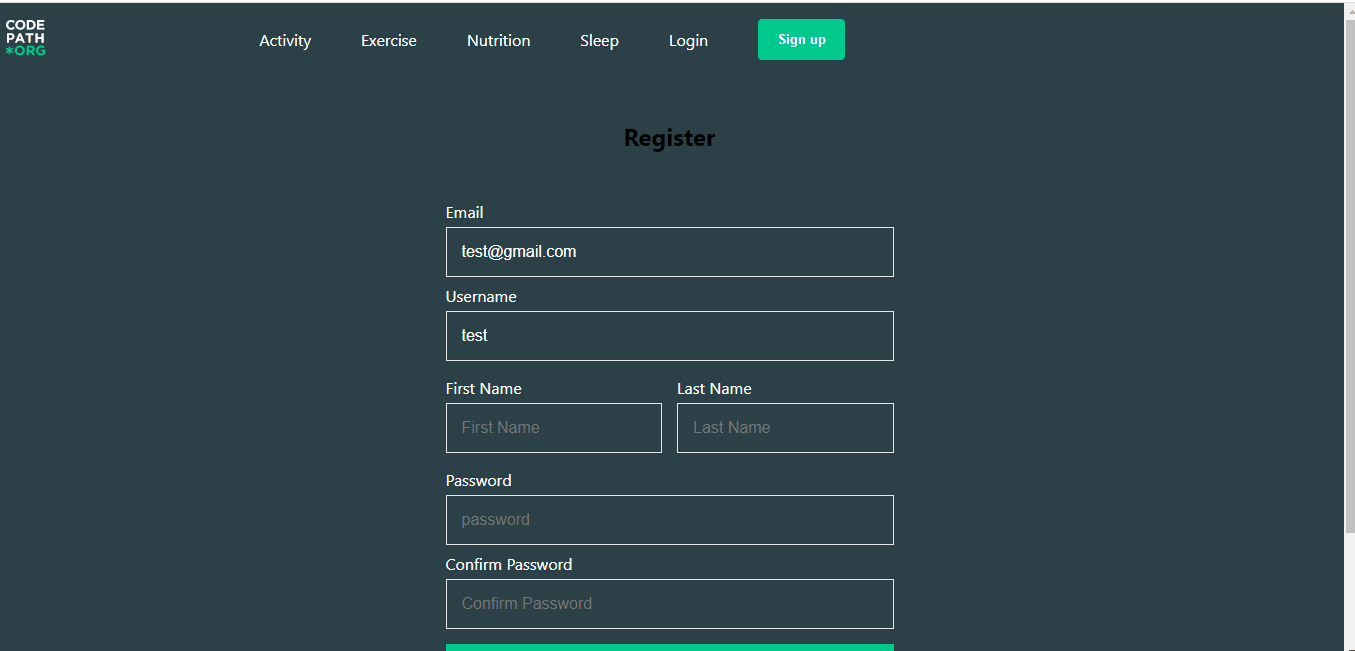 CODE
PATH
*ORG
Activity Exercise Nutrition Sleep Login Sign up
Register
Email
test@gmail.com
Username
test
First Name Last Name
First Name Last Name
Password
password
Confirm Password
Confirm Password